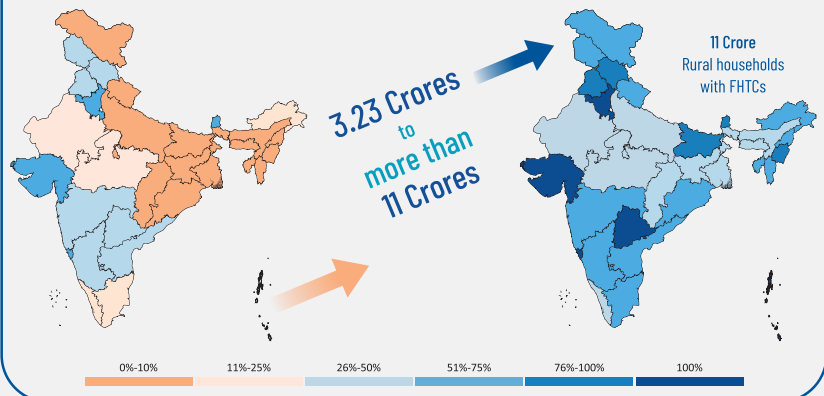 3.23 Crores
to
more than
11 Crores
11 Crore
Rural households
with FHTCs
0%-10%
11%-25%
26%-50%
51%-75%
76%-100%
100%